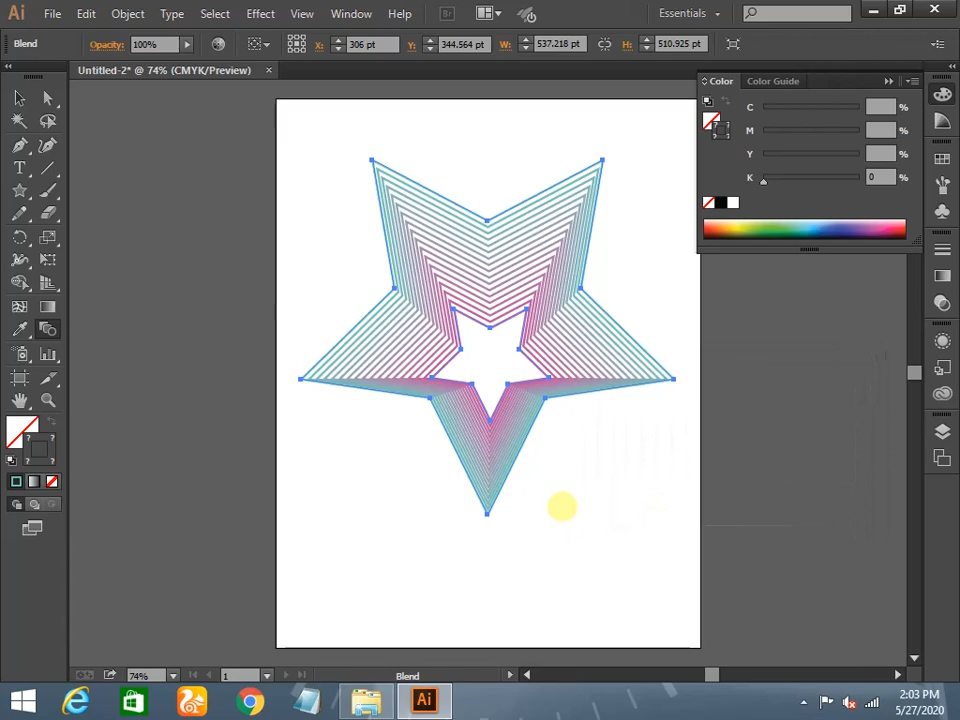 Ai File Edit Object Type Select Effect View Window Help Br Essentials
Blend Opacity: 100% X: 306 pt Y: 344.564 pt W: 537.218 pt H: 510.925 pt
Untitled-2* @ 74% (CMYK/Preview) ×
Color Color Guide
C %
M %
Y %
K 0 %
T
? ?
? ?
74% 1 Blend
Ai 2:03 PM
5/27/2020